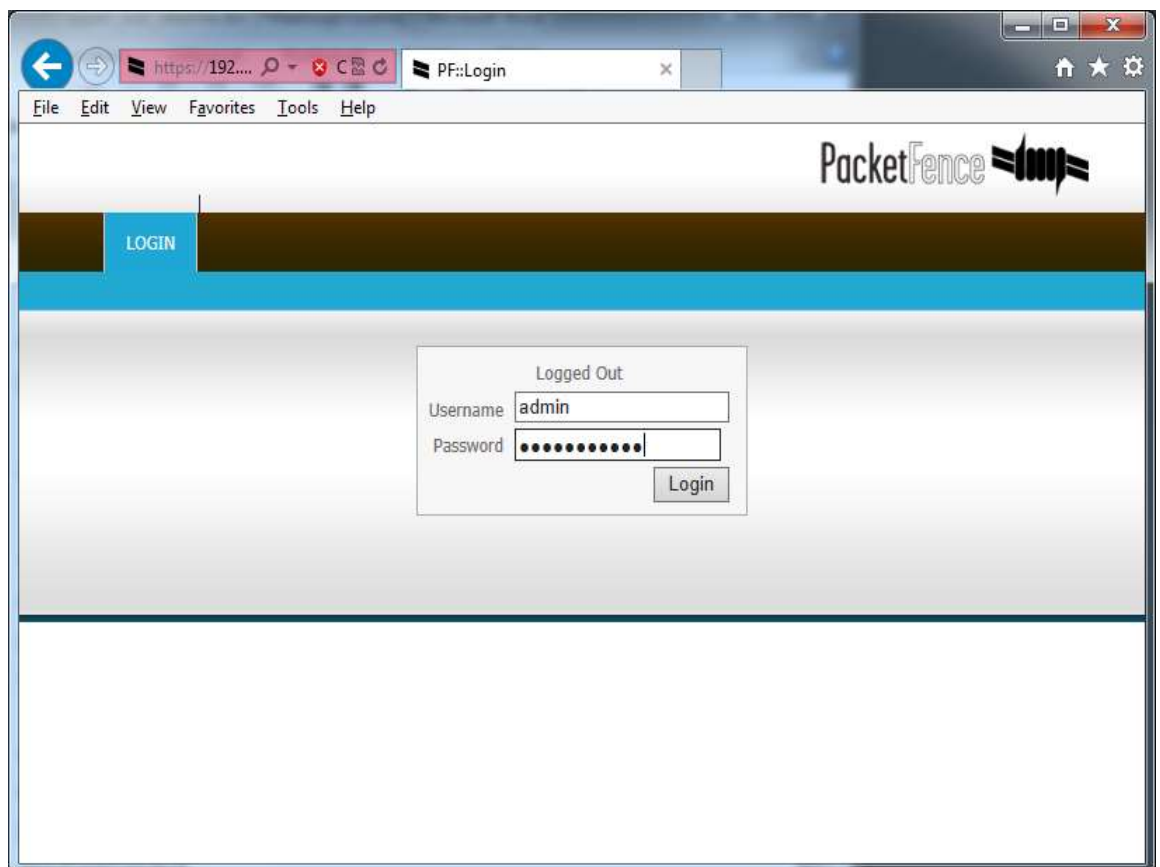 https://192....
PF::Login
File Edit View Favorites Tools Help
PacketFence
LOGIN
Logged Out
Username admin
Password •••••••••••
Login